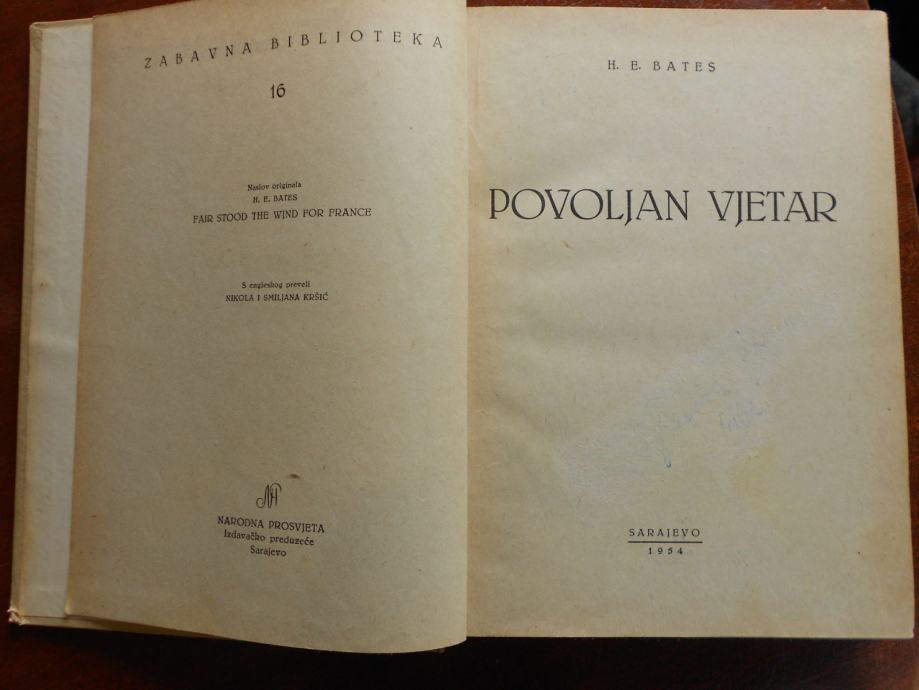 ZABAVNA BIBLIOTEKA
16
Naslov originala
H. E. BATES
FAIR STOOD THE WIND FOR FRANCE
S engleskog preveli
NIKOLA I SMILJANA KRŠIĆ
NP
NARODNA PROSVJETA
Izdavačko preduzeće
Sarajevo
H. E. BATES
POVOLJAN VJETAR
SARAJEVO
1954